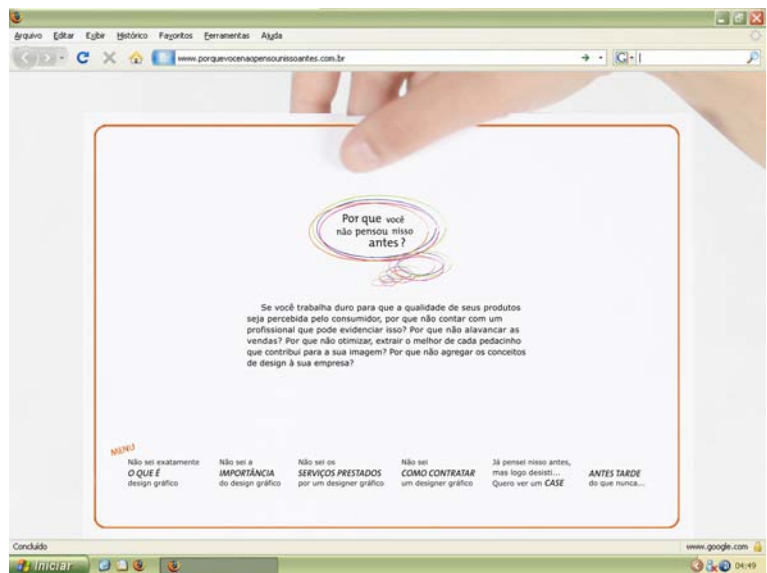 Arquivo Editar Exibir Histórico Favoritos Ferramentas Ajuda
www.porquevocenaopensounissoantes.com.br
G
Por que você
não pensou nisso
antes?
Se você trabalha duro para que a qualidade de seus produtos
seja percebida pelo consumidor, por que não contar com um
profissional que pode evidenciar isso? Por que não alavancar as
vendas? Por que não otimizar, extrair o melhor de cada pedacinho
que contribui para a sua imagem? Por que não agregar os conceitos
de design à sua empresa?
MENU
Não sei exatamente
O QUE É
design gráfico
Não sei a
IMPORTÂNCIA
do design gráfico
Não sei os
SERVIÇOS PRESTADOS
por um designer gráfico
Não sei
COMO CONTRATAR
um designer gráfico
Já pensei nisso antes,
mas logo desisti...
Quero ver um CASE
ANTES TARDE
do que nunca...
Concluído
www.google.com
Iniciar
04:49